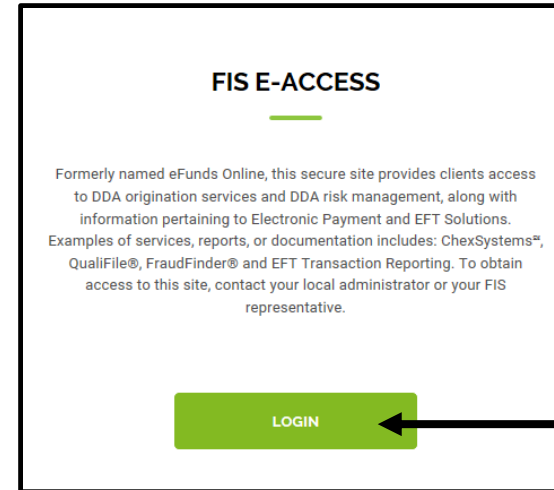 FIS E-ACCESS
Formerly named eFunds Online, this secure site provides clients access
to DDA origination services and DDA risk management, along with
information pertaining to Electronic Payment and EFT Solutions.
Examples of services, reports, or documentation includes: ChexSystems℠,
QualiFile®, FraudFinder® and EFT Transaction Reporting. To obtain
access to this site, contact your local administrator or your FIS
representative.
LOGIN